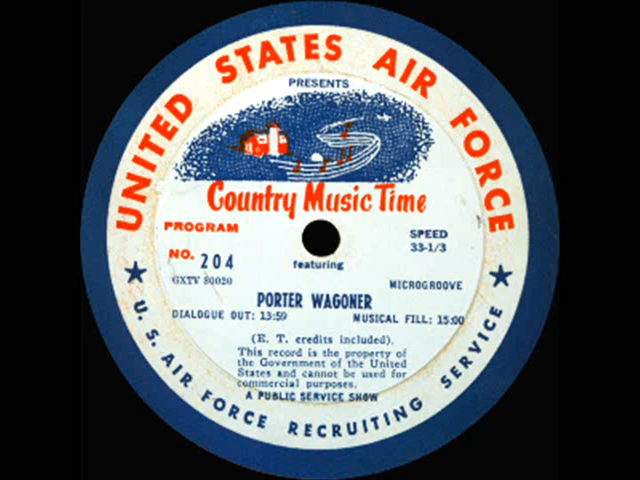 UNITED STATES AIR FORCE
PRESENTS
Country Music Time
PROGRAM
NO. 204
SPEED
33-1/3
featuring
GXTV 80020
MICROGROOVE
PORTER WAGONER
DIALOGUE OUT: 13:59
MUSICAL FILL: 15:00
(E. T. credits included).
This record is the property of
the Government of the United
States and cannot be used for
commercial purposes.
A PUBLIC SERVICE SHOW
U. S. AIR FORCE RECRUITING SERVICE